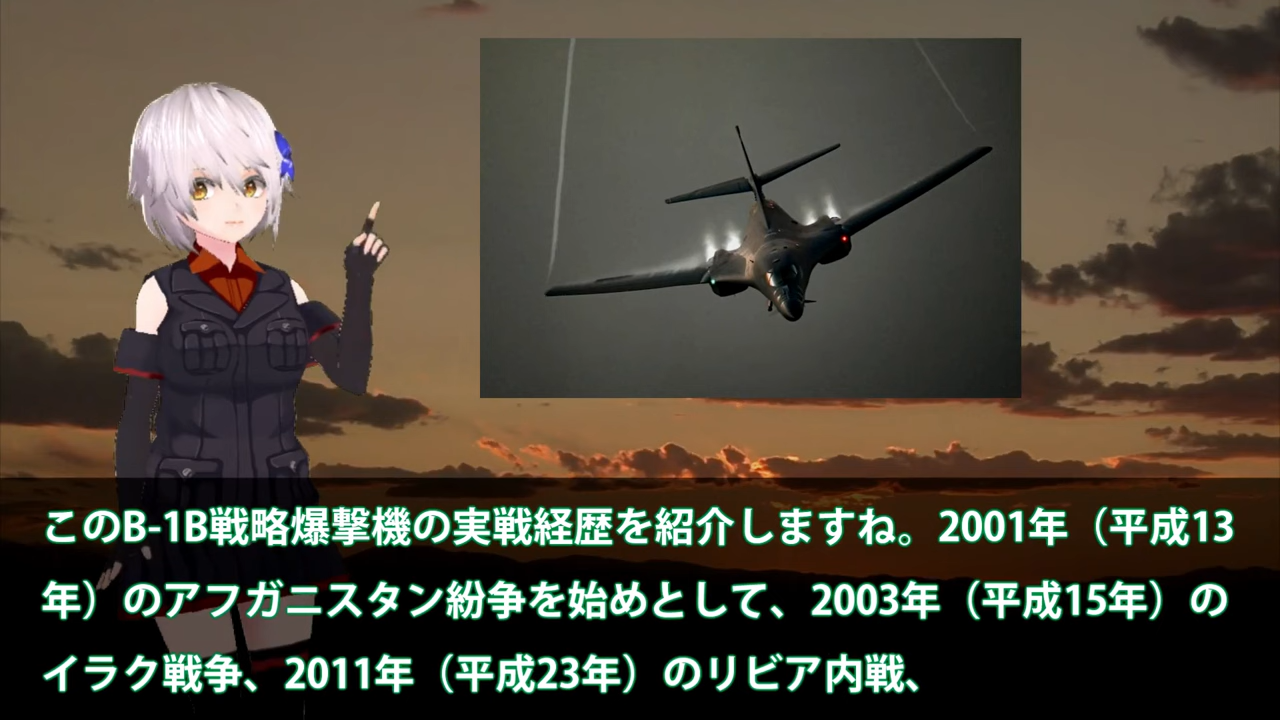 このB-1B戦略爆撃機の実戦経歴を紹介しますね。2001年（平成13
年）のアフガニスタン紛争を始めとして、2003年（平成15年）の
イラク戦争、2011年（平成23年）のリビア内戦、